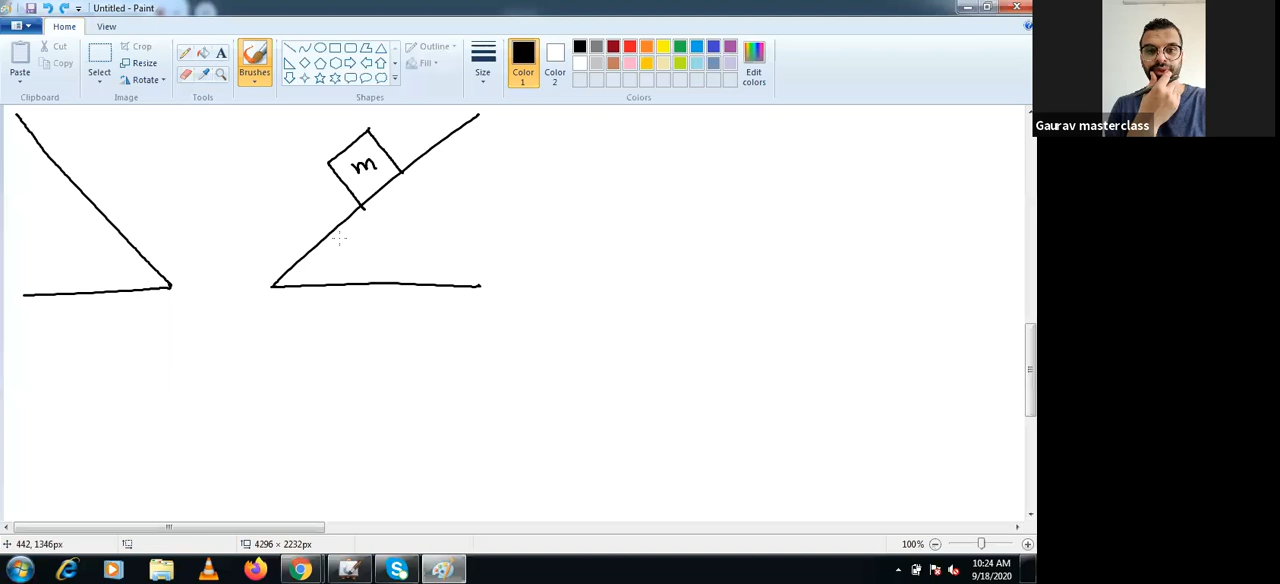 Untitled - Paint
Home View
Paste
Cut
Copy
Clipboard
Select
Crop
Resize
Rotate
Image
A
Tools
Brushes
Outline
Fill
Shapes
Size
Color 1
Color 2
Edit colors
Colors
m
Gaurav masterclass
442, 1346px
4296 × 2232px
100%
10:24 AM
9/18/2020